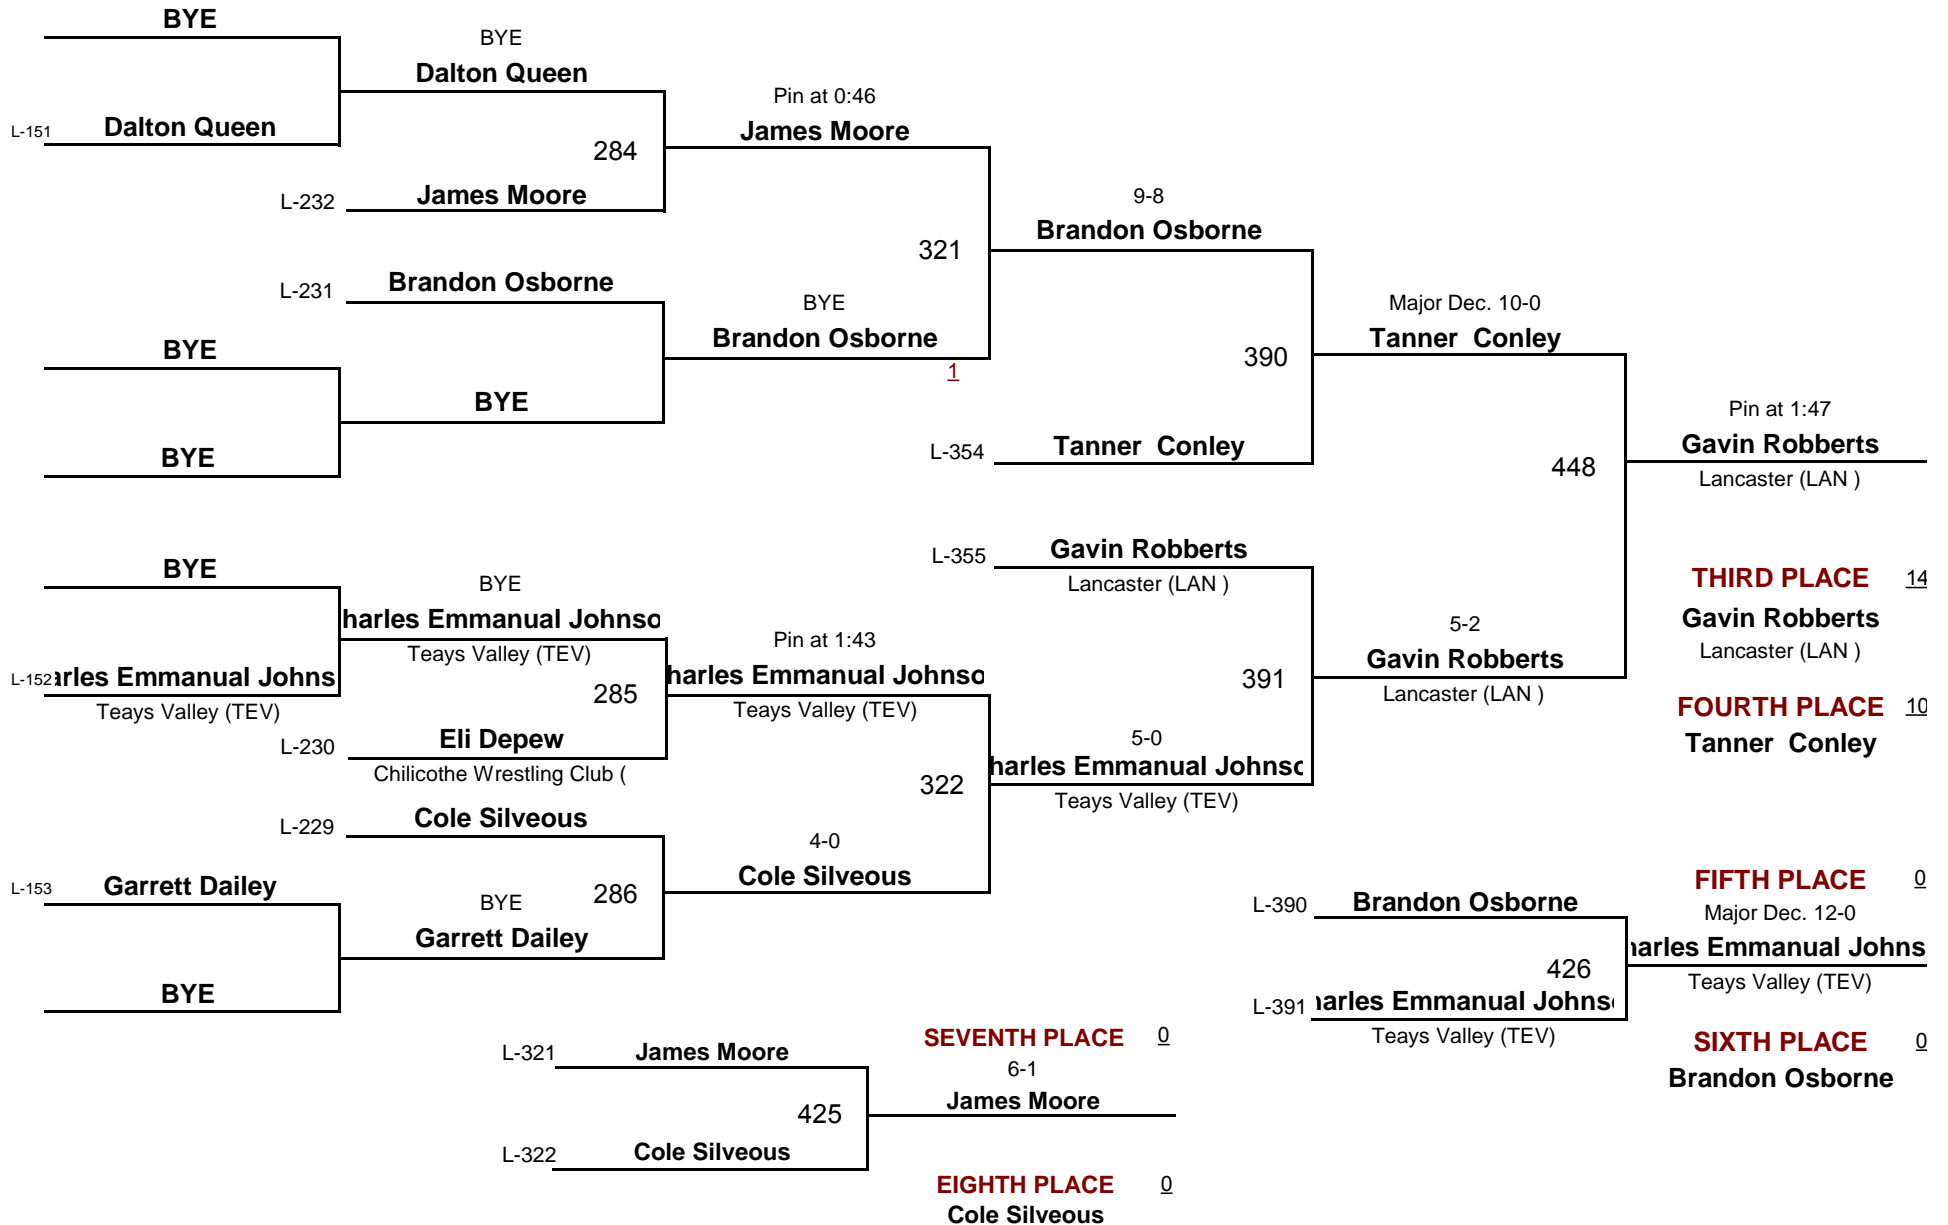 BYE
BYE
Dalton Queen
L-151 Dalton Queen
284
Pin at 0:46
James Moore
L-232 James Moore
321
9-8
Brandon Osborne
L-231 Brandon Osborne
BYE
Brandon Osborne
1
BYE
BYE
BYE
390
Major Dec. 10-0
Tanner  Conley
L-354 Tanner  Conley
448
Pin at 1:47
Gavin Robberts
Lancaster (LAN )
L-355 Gavin Robberts
Lancaster (LAN )
THIRD PLACE 14
Gavin Robberts
Lancaster (LAN )
FOURTH PLACE 10
Tanner  Conley
BYE
BYE
harles Emmanual Johnso
Teays Valley (TEV)
L-152 arles Emmanual Johns
Teays Valley (TEV)
285
Pin at 1:43
harles Emmanual Johnso
Teays Valley (TEV)
391
5-2
Gavin Robberts
Lancaster (LAN )
L-230 Eli Depew
Chilicothe Wrestling Club (
322
5-0
harles Emmanual Johnso
Teays Valley (TEV)
L-229 Cole Silveous
4-0
Cole Silveous
L-153 Garrett Dailey
BYE
286
Garrett Dailey
BYE
FIFTH PLACE 0
L-390 Brandon Osborne
Major Dec. 12-0
harles Emmanual Johns
Teays Valley (TEV)
426
L-391 harles Emmanual Johnso
Teays Valley (TEV)
SIXTH PLACE 0
Brandon Osborne
SEVENTH PLACE 0
L-321 James Moore
6-1
James Moore
425
L-322 Cole Silveous
EIGHTH PLACE 0
Cole Silveous